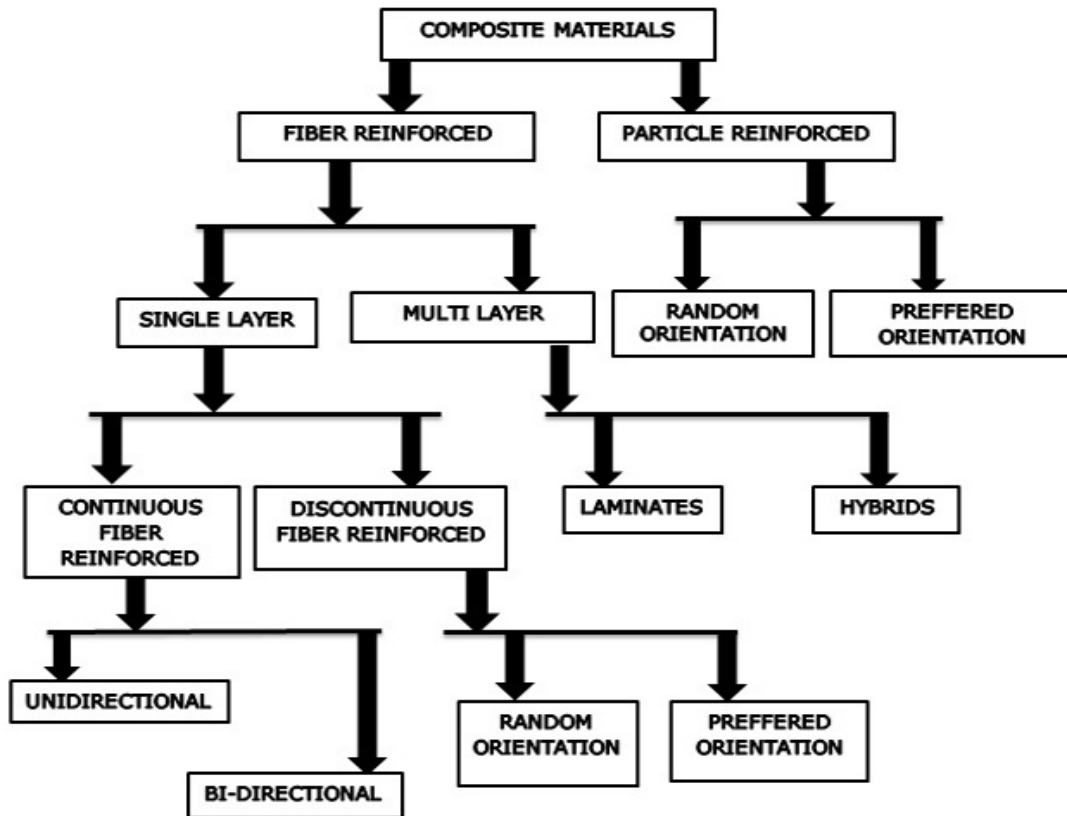 COMPOSITE MATERIALS
FIBER REINFORCED
PARTICLE REINFORCED
SINGLE LAYER
MULTI LAYER
RANDOM
ORIENTATION
PREFFERED
ORIENTATION
CONTINUOUS
FIBER
REINFORCED
DISCONTINUOUS
FIBER REINFORCED
LAMINATES
HYBRIDS
UNIDIRECTIONAL
BI-DIRECTIONAL
RANDOM
ORIENTATION
PREFFERED
ORIENTATION